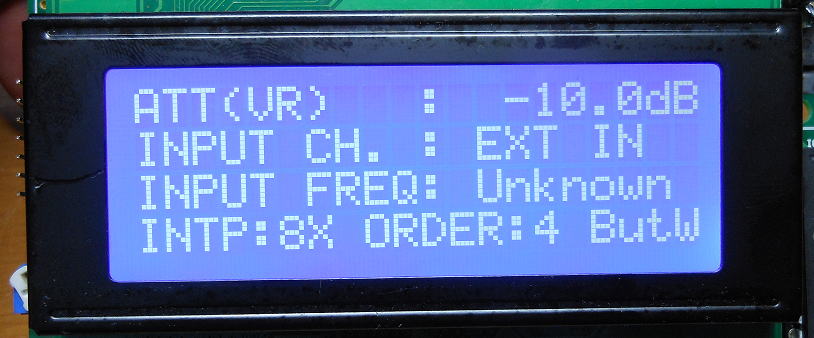 ATT(VR)    :   -10.0dB
INPUT CH. : EXT IN
INPUT FREQ: Unknown
INTP:8X ORDER:4 ButW